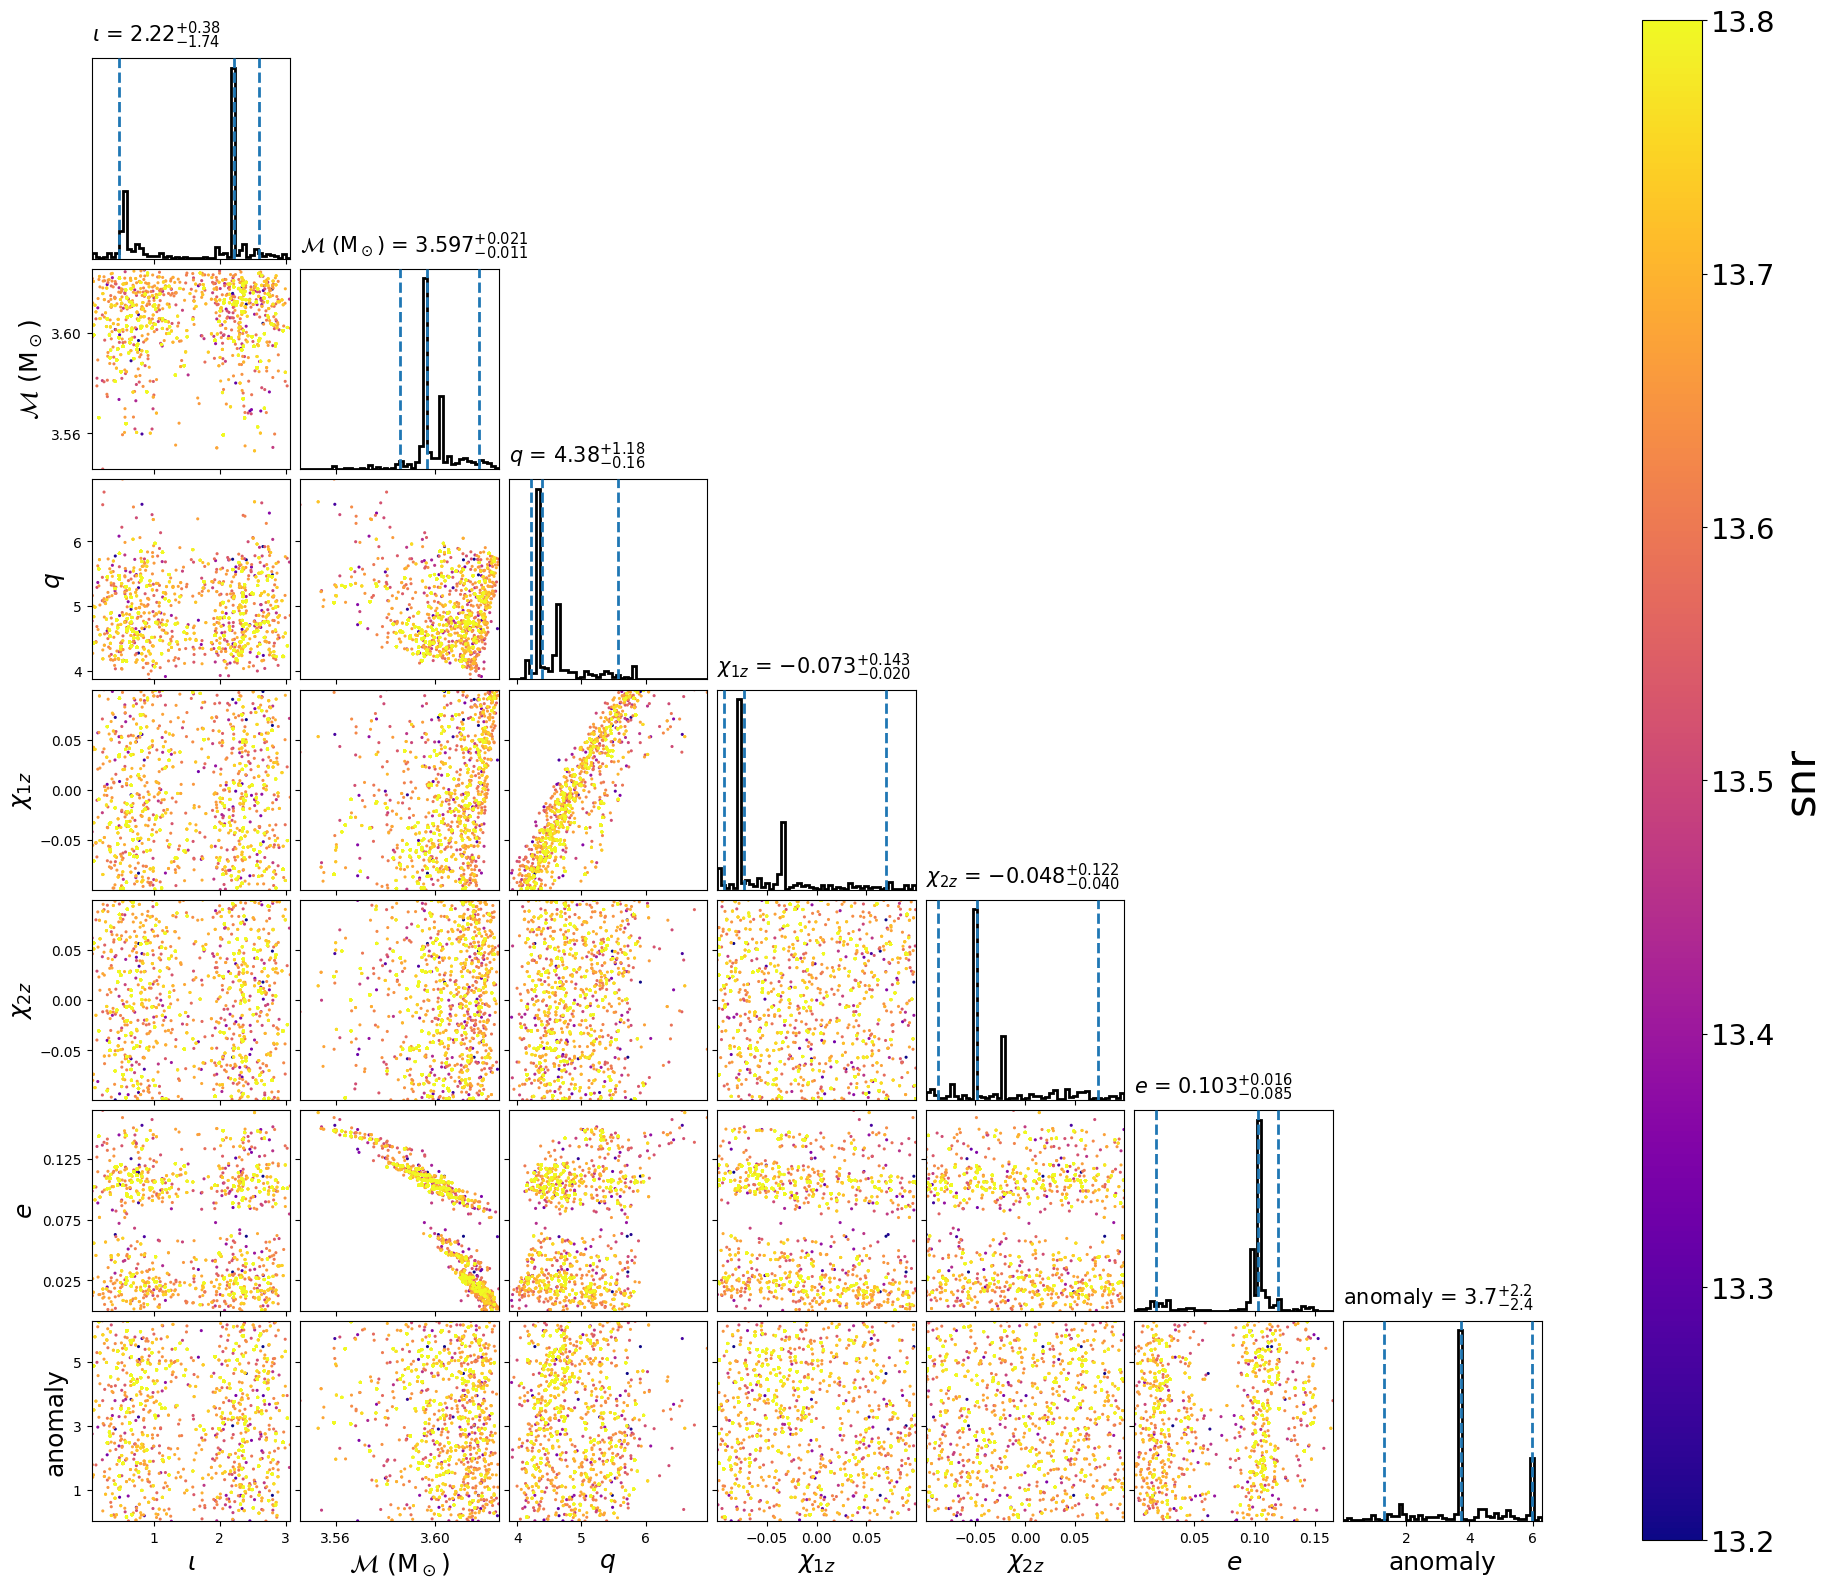 ι = 2.22 +0.38 −1.74
13.8
ℳ (M⊙) = 3.597 +0.021 −0.011
13.7
ℳ (M⊙)
3.60
3.56
q = 4.38 +1.18 −0.16
13.6
q
6
5
4
χ1z = −0.073 +0.143 −0.020
13.5
snr
χ1z
0.05
0.00
−0.05
χ2z = −0.048 +0.122 −0.040
13.4
χ2z
0.05
0.00
−0.05
e = 0.103 +0.016 −0.085
e
0.125
0.075
0.025
13.3
anomaly = 3.7 +2.2 −2.4
anomaly
5
3
1
13.2
1 2 3 3.56 3.60 4 5 6 −0.05 0.00 0.05 −0.05 0.00 0.05 0.05 0.10 0.15 2 4 6
ι ℳ (M⊙) q χ1z χ2z e anomaly